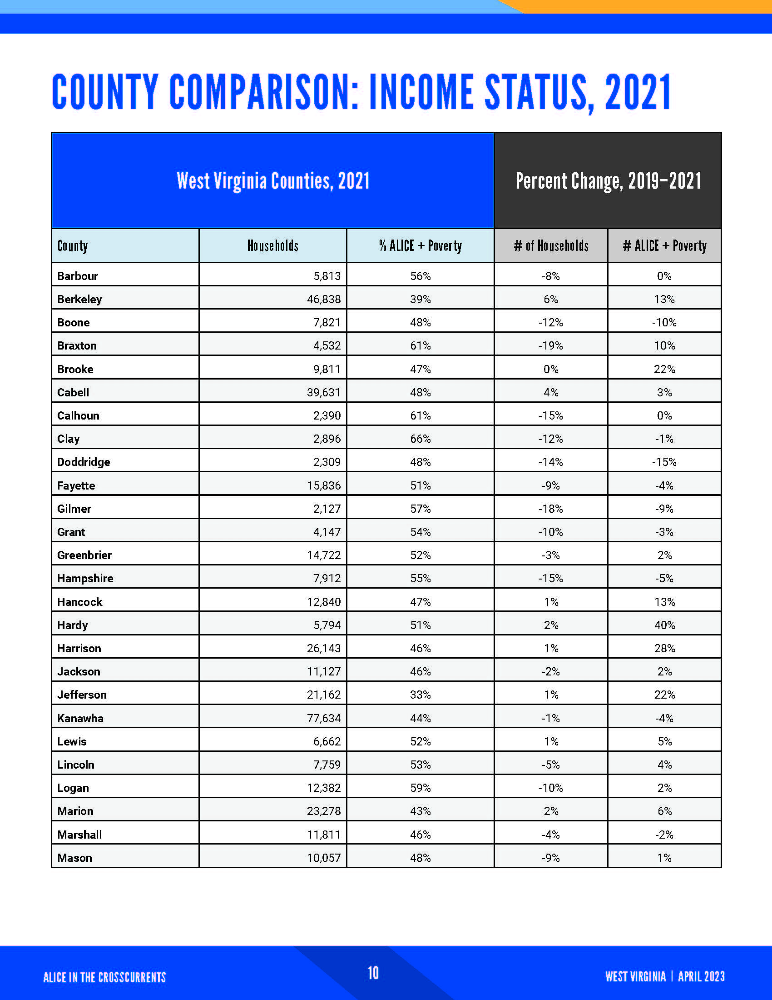 COUNTY COMPARISON: INCOME STATUS, 2021
West Virginia Counties, 2021 Percent Change, 2019–2021
County Households % ALICE + Poverty # of Households # ALICE + Poverty
Barbour 5,813 56% -8% 0%
Berkeley 46,838 39% 6% 13%
Boone 7,821 48% -12% -10%
Braxton 4,532 61% -19% 10%
Brooke 9,811 47% 0% 22%
Cabell 39,631 48% 4% 3%
Calhoun 2,390 61% -15% 0%
Clay 2,896 66% -12% -1%
Doddridge 2,309 48% -14% -15%
Fayette 15,836 51% -9% -4%
Gilmer 2,127 57% -18% -9%
Grant 4,147 54% -10% -3%
Greenbrier 14,722 52% -3% 2%
Hampshire 7,912 55% -15% -5%
Hancock 12,840 47% 1% 13%
Hardy 5,794 51% 2% 40%
Harrison 26,143 46% 1% 28%
Jackson 11,127 46% -2% 2%
Jefferson 21,162 33% 1% 22%
Kanawha 77,634 44% -1% -4%
Lewis 6,662 52% 1% 5%
Lincoln 7,759 53% -5% 4%
Logan 12,382 59% -10% 2%
Marion 23,278 43% 2% 6%
Marshall 11,811 46% -4% -2%
Mason 10,057 48% -9% 1%
ALICE IN THE CROSSCURRENTS 10 WEST VIRGINIA | APRIL 2023